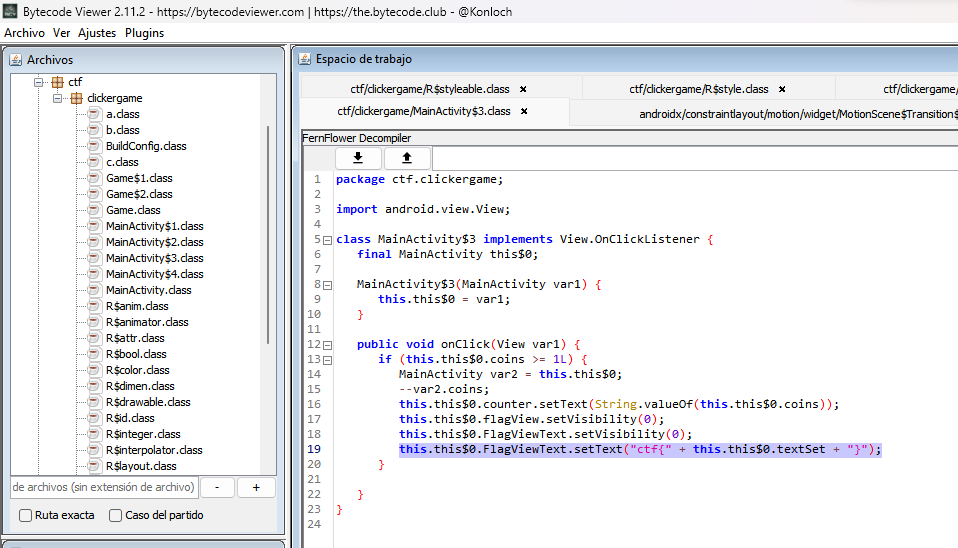 Bytecode Viewer 2.11.2 - https://bytecodeviewer.com | https://the.bytecode.club - @Konloch
Archivo Ver Ajustes Plugins
Archivos
ctf
clickergame
a.class
b.class
BuildConfig.class
c.class
Game$1.class
Game$2.class
Game.class
MainActivity$1.class
MainActivity$2.class
MainActivity$3.class
MainActivity$4.class
MainActivity.class
R$anim.class
R$animator.class
R$attr.class
R$bool.class
R$color.class
R$dimen.class
R$drawable.class
R$id.class
R$integer.class
R$interpolator.class
R$layout.class
de archivos (sin extensión de archivo) - +
Ruta exacta Caso del partido
Espacio de trabajo
ctf/clickergame/R$styleable.class × ctf/clickergame/R$style.class × ctf/clickergame/
ctf/clickergame/MainActivity$3.class × androidx/constraintlayout/motion/widget/MotionScene$Transition$
FernFlower Decompiler
1 package ctf.clickergame;
2
3 import android.view.View;
4
5 class MainActivity$3 implements View.OnClickListener {
6 final MainActivity this$0;
7
8 MainActivity$3(MainActivity var1) {
9 this.this$0 = var1;
10 }
11
12 public void onClick(View var1) {
13 if (this.this$0.coins >= 1L) {
14 MainActivity var2 = this.this$0;
15 --var2.coins;
16 this.this$0.counter.setText(String.valueOf(this.this$0.coins));
17 this.this$0.flagView.setVisibility(0);
18 this.this$0.FlagViewText.setVisibility(0);
19 this.this$0.FlagViewText.setText("ctf{" + this.this$0.textSet + "}");
20 }
21
22 }
23 }
24